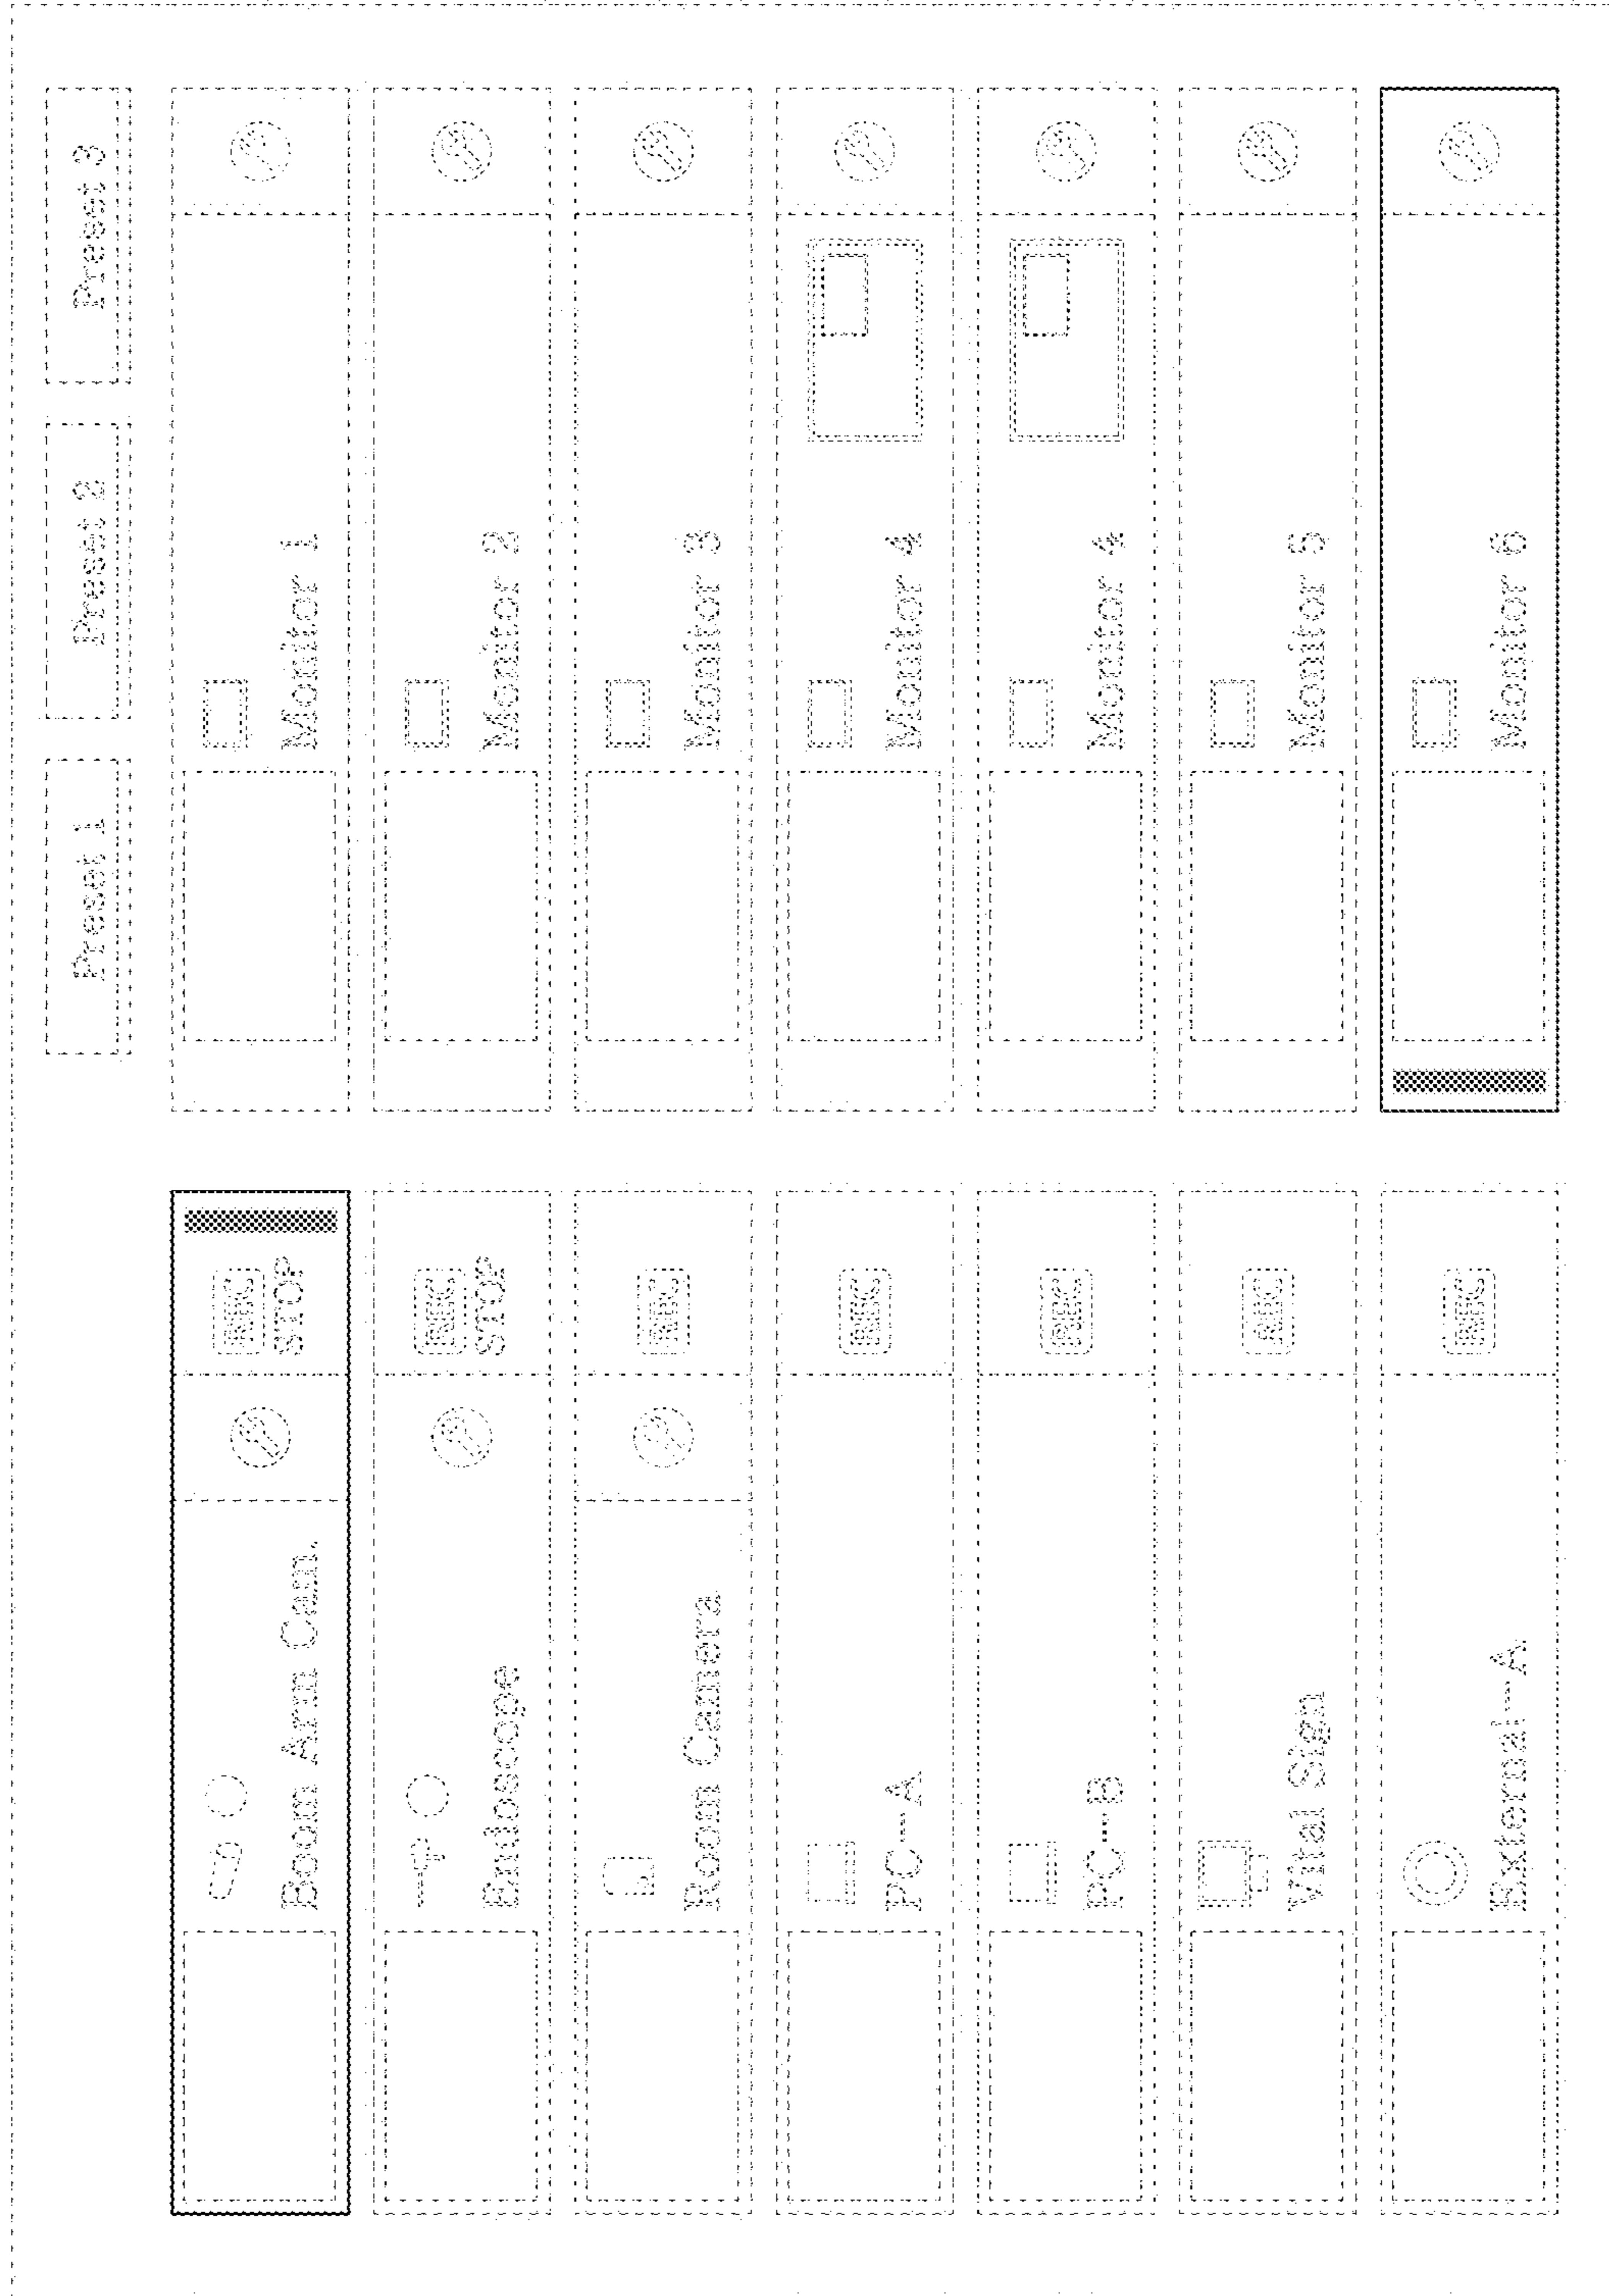 Preset 1
Preset 2
Preset 3
Boom Arm Cam.
REC
STOP
Monitor 1
Endoscope
REC
STOP
Monitor 2
Room Camera
REC
Monitor 3
PC-A
REC
Monitor 4
PC-B
REC
Monitor 4
Vital Sign
REC
Monitor 5
External-A
REC
Monitor 6